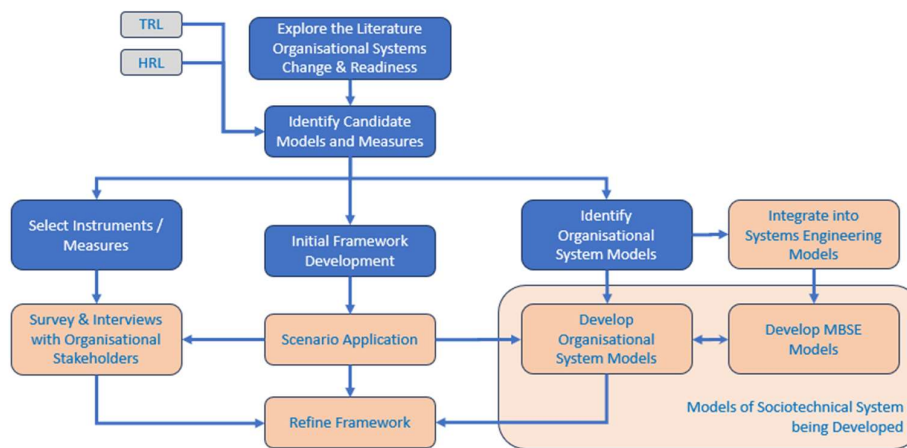 TRL
HRL
Explore the Literature
Organisational Systems
Change & Readiness
Identify Candidate
Models and Measures
Select Instruments /
Measures
Initial Framework
Development
Identify
Organisational
System Models
Integrate into
Systems Engineering
Models
Survey & Interviews
with Organisational
Stakeholders
Scenario Application
Develop
Organisational
System Models
Develop MBSE
Models
Refine Framework
Models of Sociotechnical System
being Developed